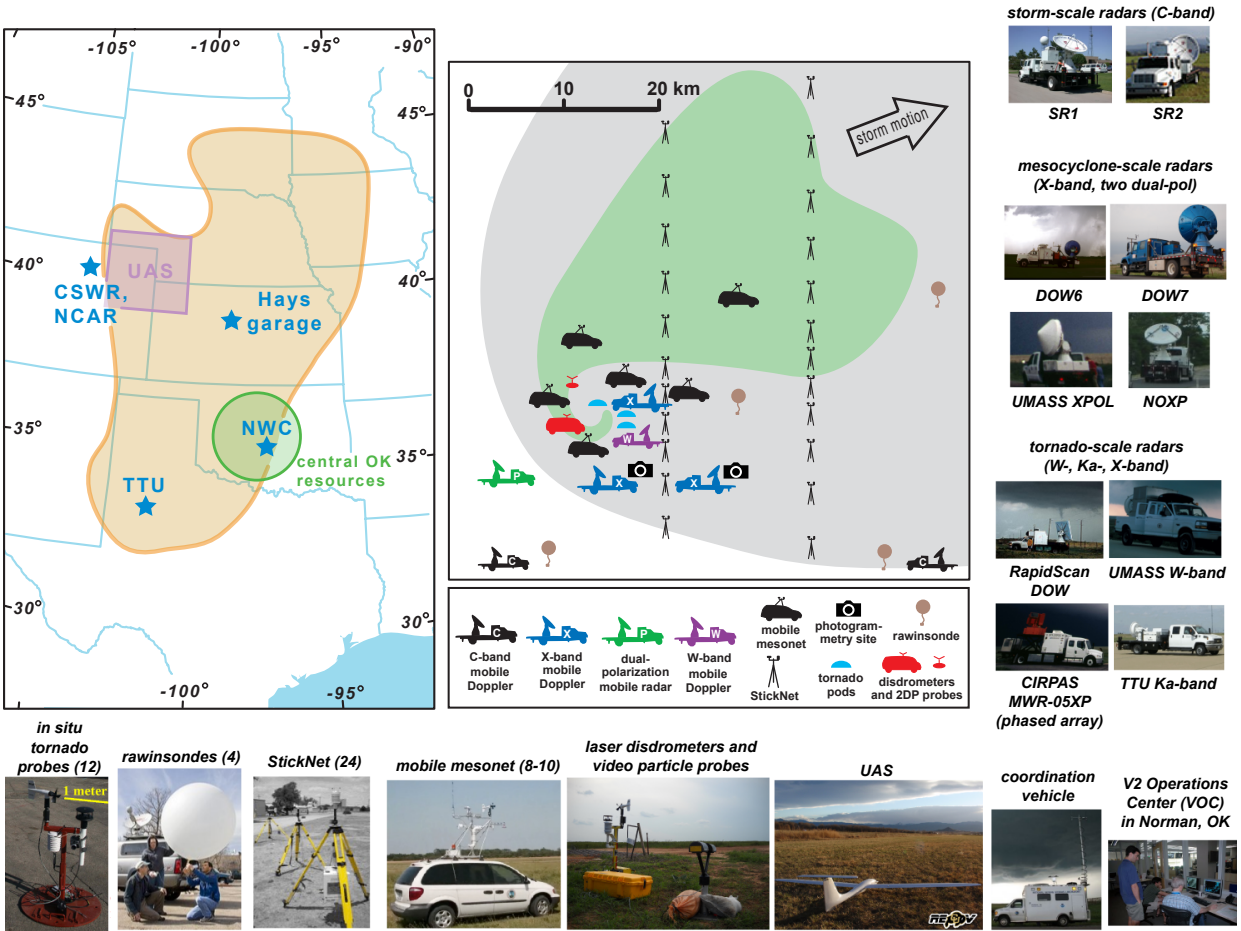 -105°
-100°
-95°
-90°
45°
45°
40°
40°
35°
35°
30°
30°
-100°
-95°
UAS
CSWR,
NCAR
Hays
garage
NWC
central OK
resources
TTU
0
10
20 km
storm motion
X
W
P
X
X
C
C
C
X
P
W
C-band
mobile
Doppler
X-band
mobile
Doppler
dual-
polarization
mobile radar
W-band
mobile
Doppler
mobile
mesonet
StickNet
photogram-
metry site
tornado
pods
rawinsonde
disdrometers
and 2DP probes
storm-scale radars (C-band)
SR1
SR2
mesocyclone-scale radars
(X-band, two dual-pol)
DOW6
DOW7
UMASS XPOL
NOXP
tornado-scale radars
(W-, Ka-, X-band)
RapidScan
DOW
UMASS W-band
CIRPAS
MWR-05XP
(phased array)
TTU Ka-band
in situ
tornado
probes (12)
1 meter
rawinsondes (4)
StickNet (24)
mobile mesonet (8-10)
laser disdrometers and
video particle probes
UAS
coordination
vehicle
V2 Operations
Center (VOC)
in Norman, OK